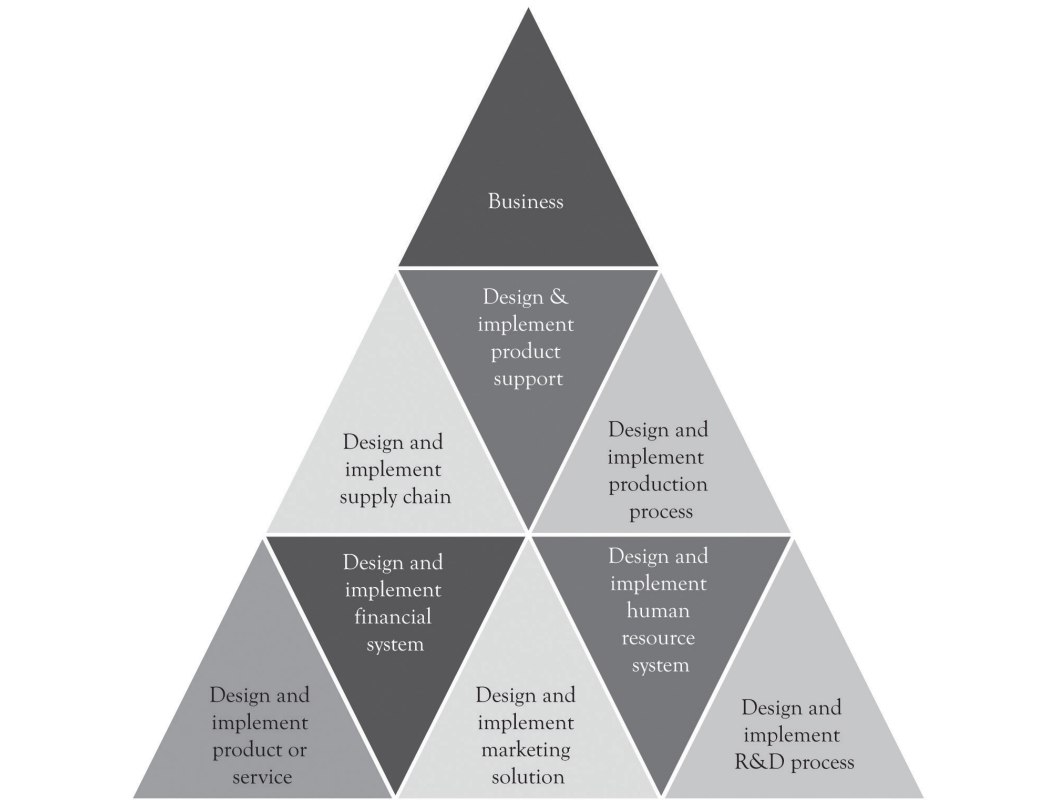 Business
Design &
implement
product
support
Design and
implement
supply chain
Design and
implement
production
process
Design and
implement
financial
system
Design and
implement
human
resource
system
Design and
implement
product or
service
Design and
implement
marketing
solution
Design and
implement
R&D process